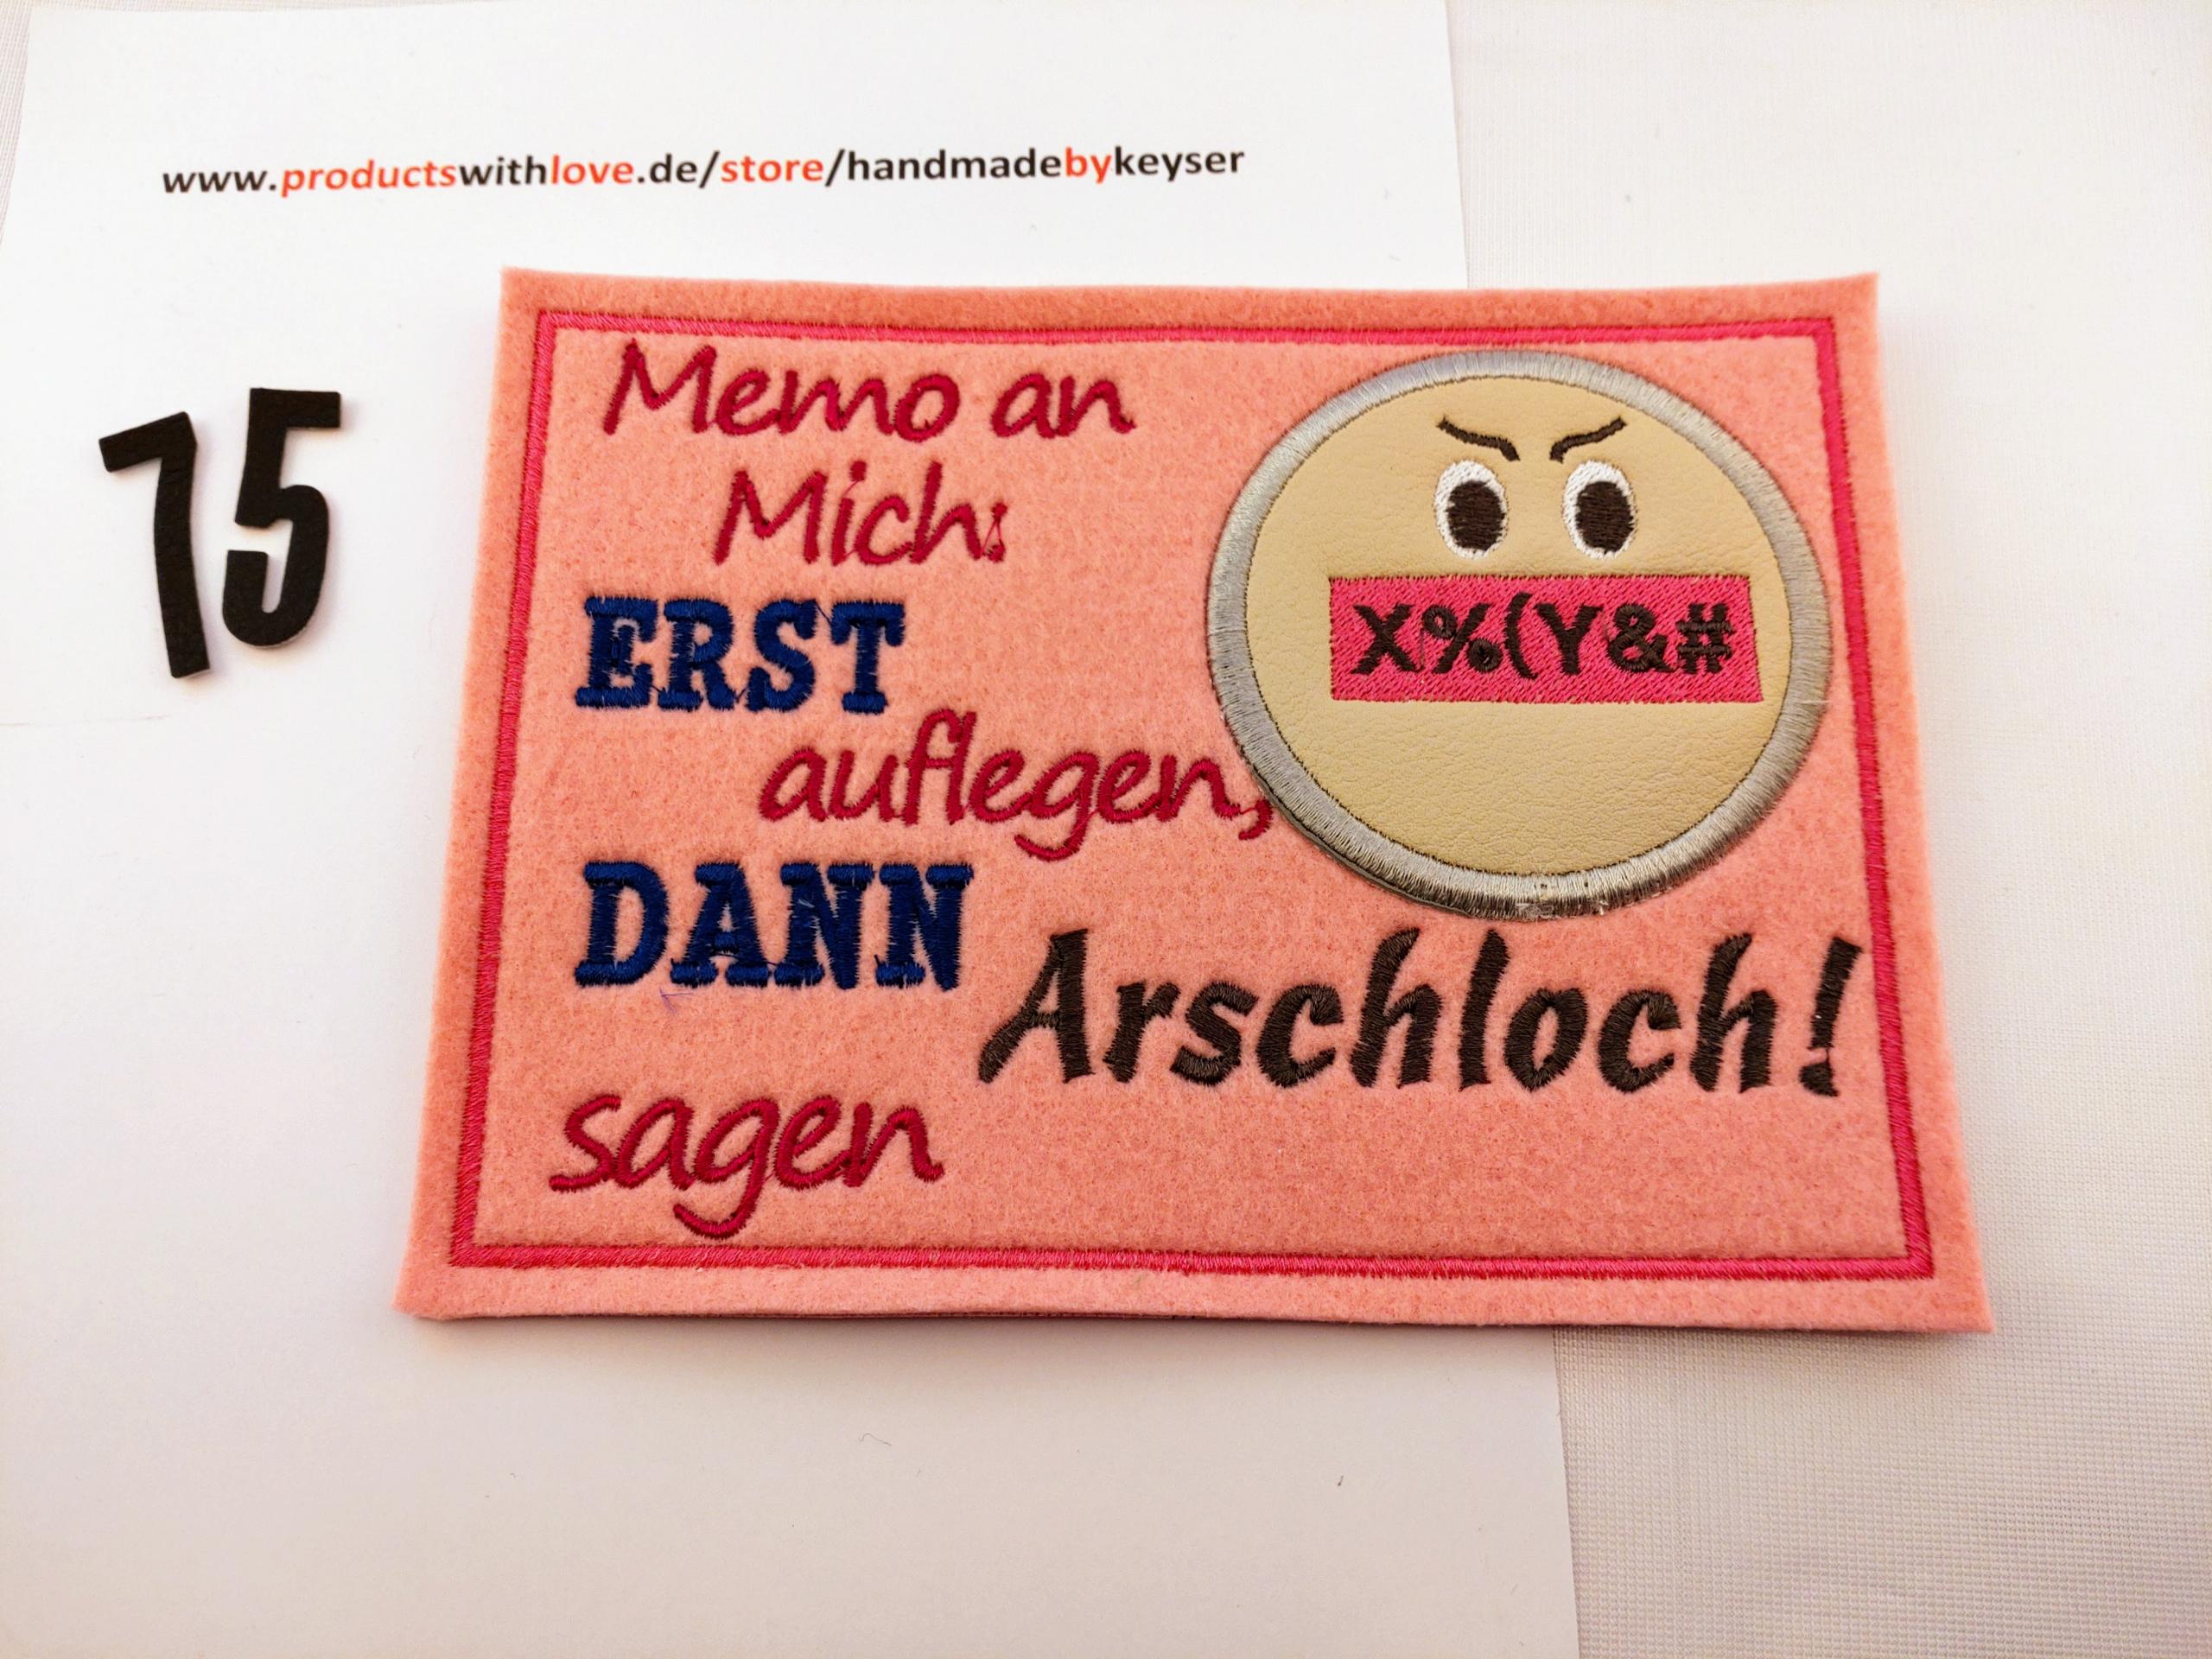 www.productswithlove.de/store/handmadebykeyser
75
Memo an
Mich:
ERST
auflegen,
DANN
Arschloch!
sagen
X%(Y&#